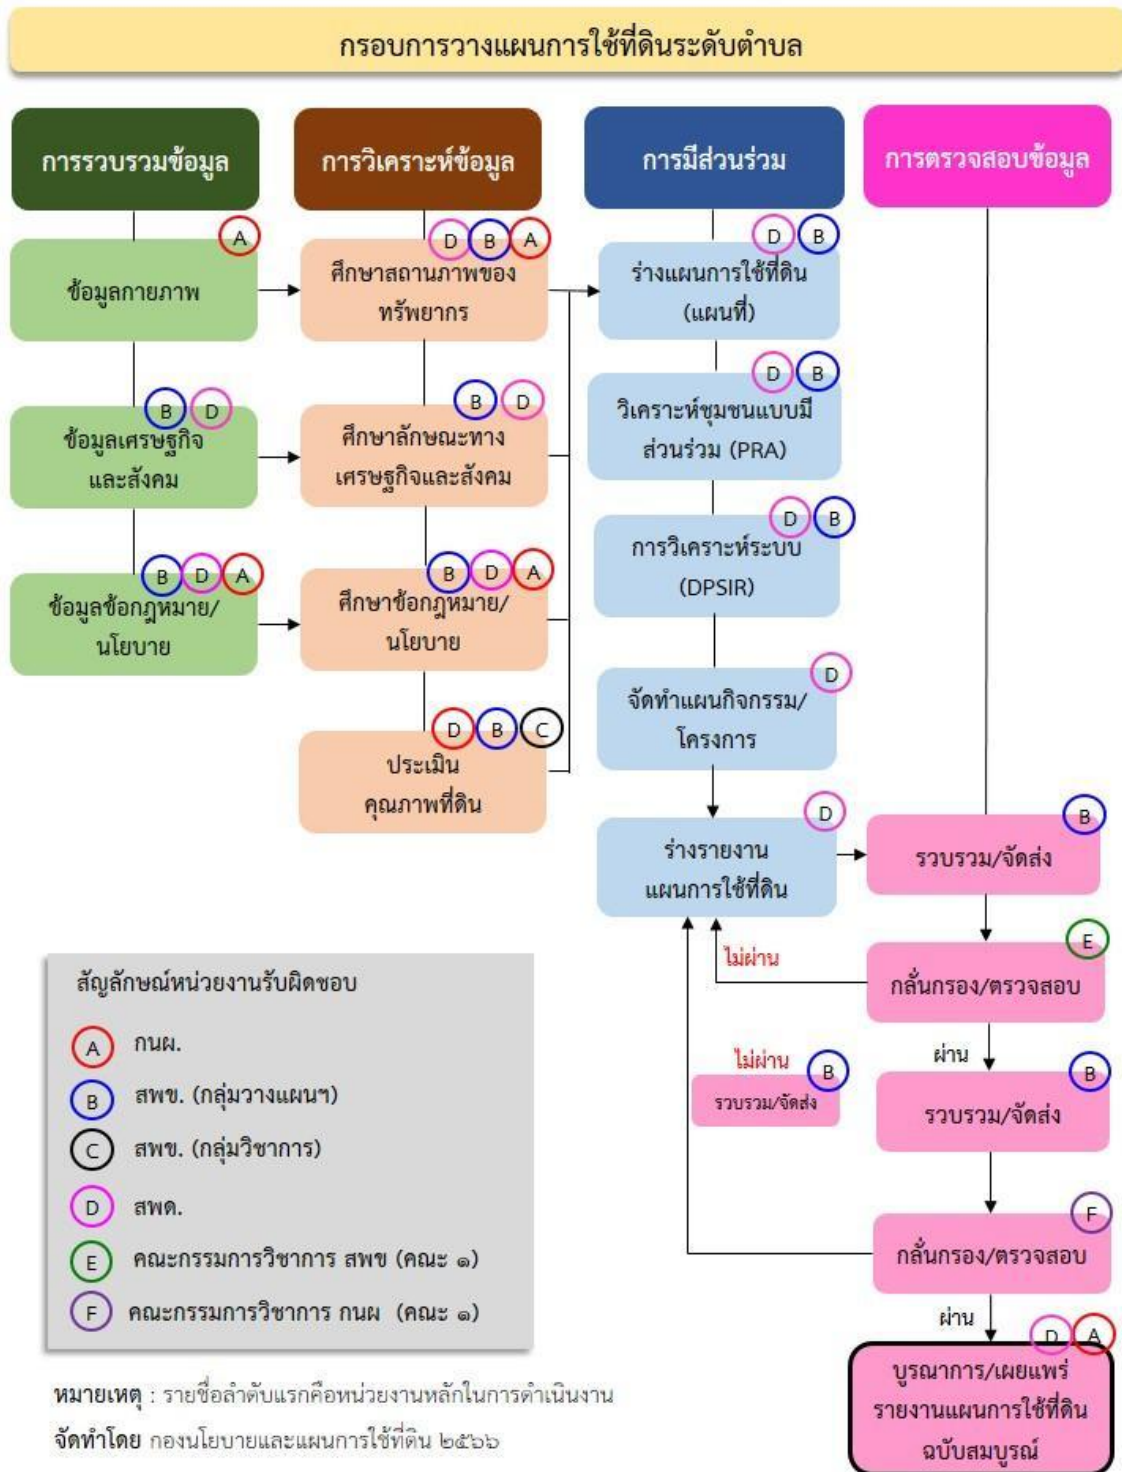 กรอบการวางแผนการใช้ที่ดินระดับตำบล
การรวบรวมข้อมูล
A
ข้อมูลกายภาพ
B D
ข้อมูลเศรษฐกิจ
และสังคม
B D A
ข้อมูลข้อกฎหมาย/
นโยบาย
การวิเคราะห์ข้อมูล
D B A
ศึกษาสถานภาพของ
ทรัพยากร
B D
ศึกษาลักษณะทาง
เศรษฐกิจและสังคม
B D A
ศึกษาข้อกฎหมาย/
นโยบาย
D B C
ประเมิน
คุณภาพที่ดิน
การมีส่วนร่วม
D B
ร่างแผนการใช้ที่ดิน
(แผนที่)
D B
วิเคราะห์ชุมชนแบบมี
ส่วนร่วม (PRA)
D B
การวิเคราะห์ระบบ
(DPSIR)
D
จัดทำแผนกิจกรรม/
โครงการ
D
ร่างรายงาน
แผนการใช้ที่ดิน
การตรวจสอบข้อมูล
B
รวบรวม/จัดส่ง
E
กลั่นกรอง/ตรวจสอบ
ไม่ผ่าน
ผ่าน
B
รวบรวม/จัดส่ง
ไม่ผ่าน
B
รวบรวม/จัดส่ง
F
กลั่นกรอง/ตรวจสอบ
ผ่าน
D A
บูรณาการ/เผยแพร่
รายงานแผนการใช้ที่ดิน
ฉบับสมบูรณ์
สัญลักษณ์หน่วยงานรับผิดชอบ
A กนผ.
B สพข. (กลุ่มวางแผนฯ)
C สพข. (กลุ่มวิชาการ)
D สพด.
E คณะกรรมการวิชาการ สพข (คณะ ๑)
F คณะกรรมการวิชาการ กนผ (คณะ ๑)
หมายเหตุ : รายชื่อลำดับแรกคือหน่วยงานหลักในการดำเนินงาน
จัดทำโดย กองนโยบายและแผนการใช้ที่ดิน ๒๕๖๖